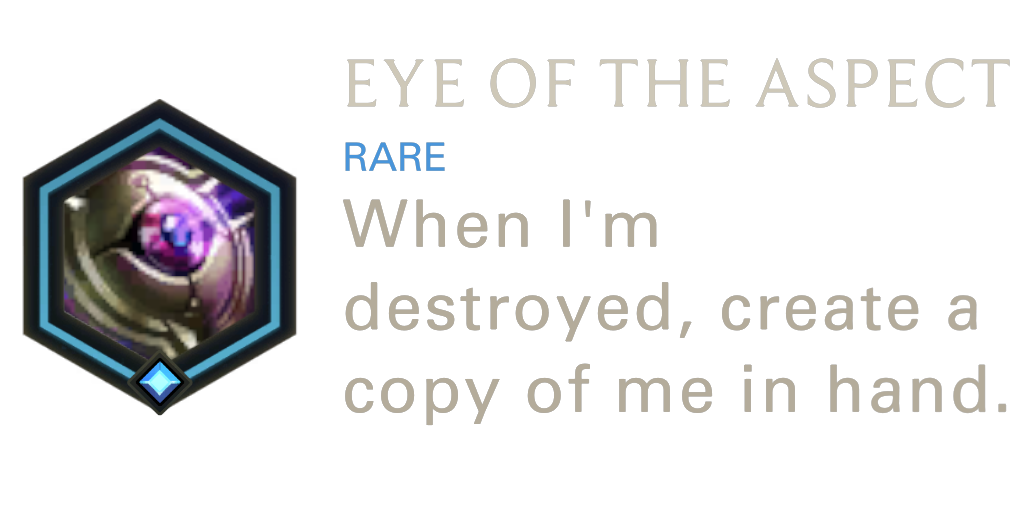 EYE OF THE ASPECT
RARE
When I'm
destroyed, create a
copy of me in hand.